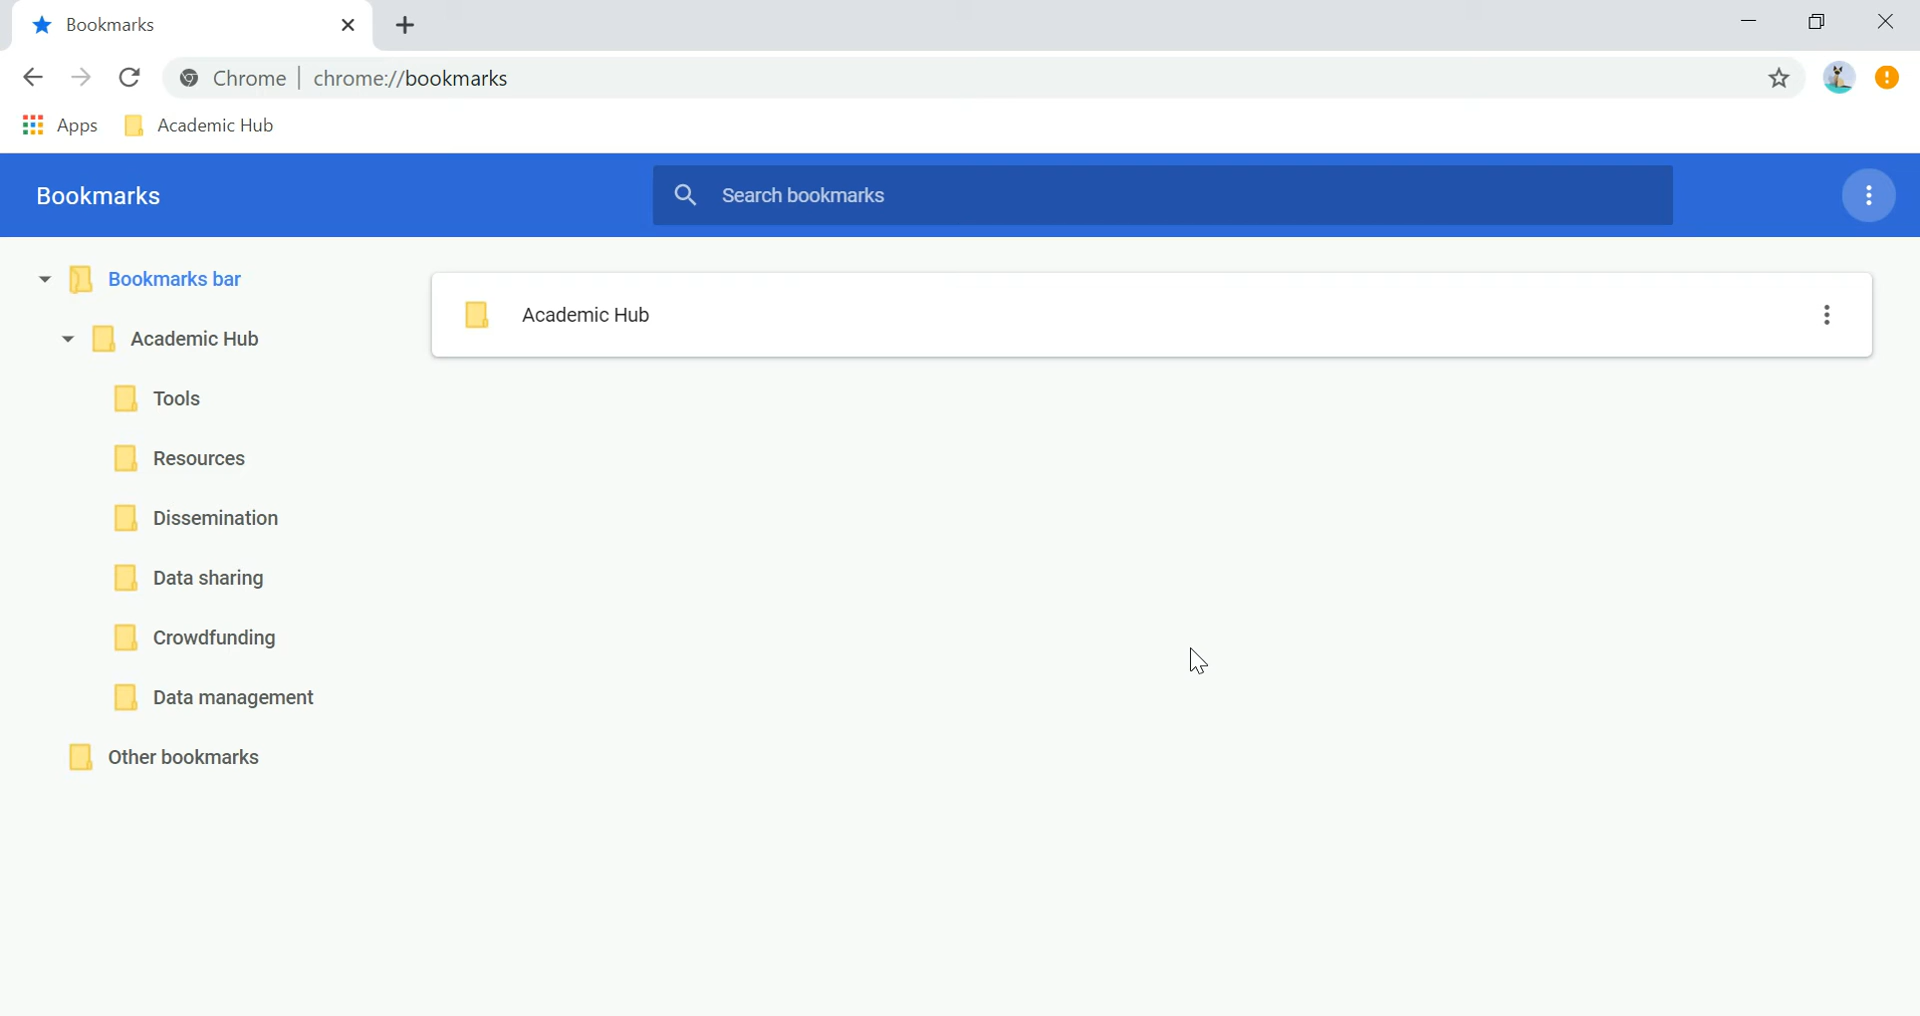 Bookmarks
Chrome | chrome://bookmarks
Apps Academic Hub
Bookmarks Search bookmarks
Bookmarks bar
Academic Hub
Academic Hub
Tools
Resources
Dissemination
Data sharing
Crowdfunding
Data management
Other bookmarks